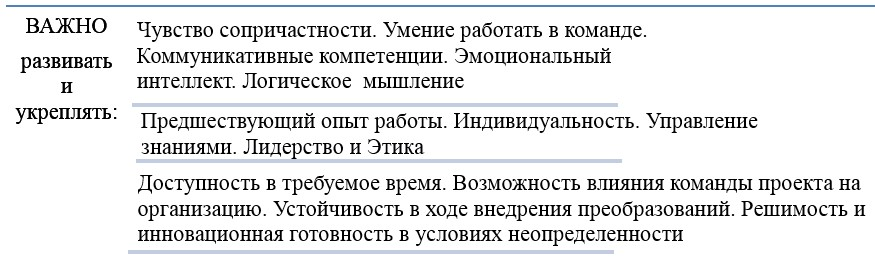 ВАЖНО
развивать
и
укреплять:
Чувство сопричастности. Умение работать в команде.
Коммуникативные компетенции. Эмоциональный
интеллект. Логическое мышление
Предшествующий опыт работы. Индивидуальность. Управление
знаниями. Лидерство и Этика
Доступность в требуемое время. Возможность влияния команды проекта на
организацию. Устойчивость в ходе внедрения преобразований. Решимость и
инновационная готовность в условиях неопределенности